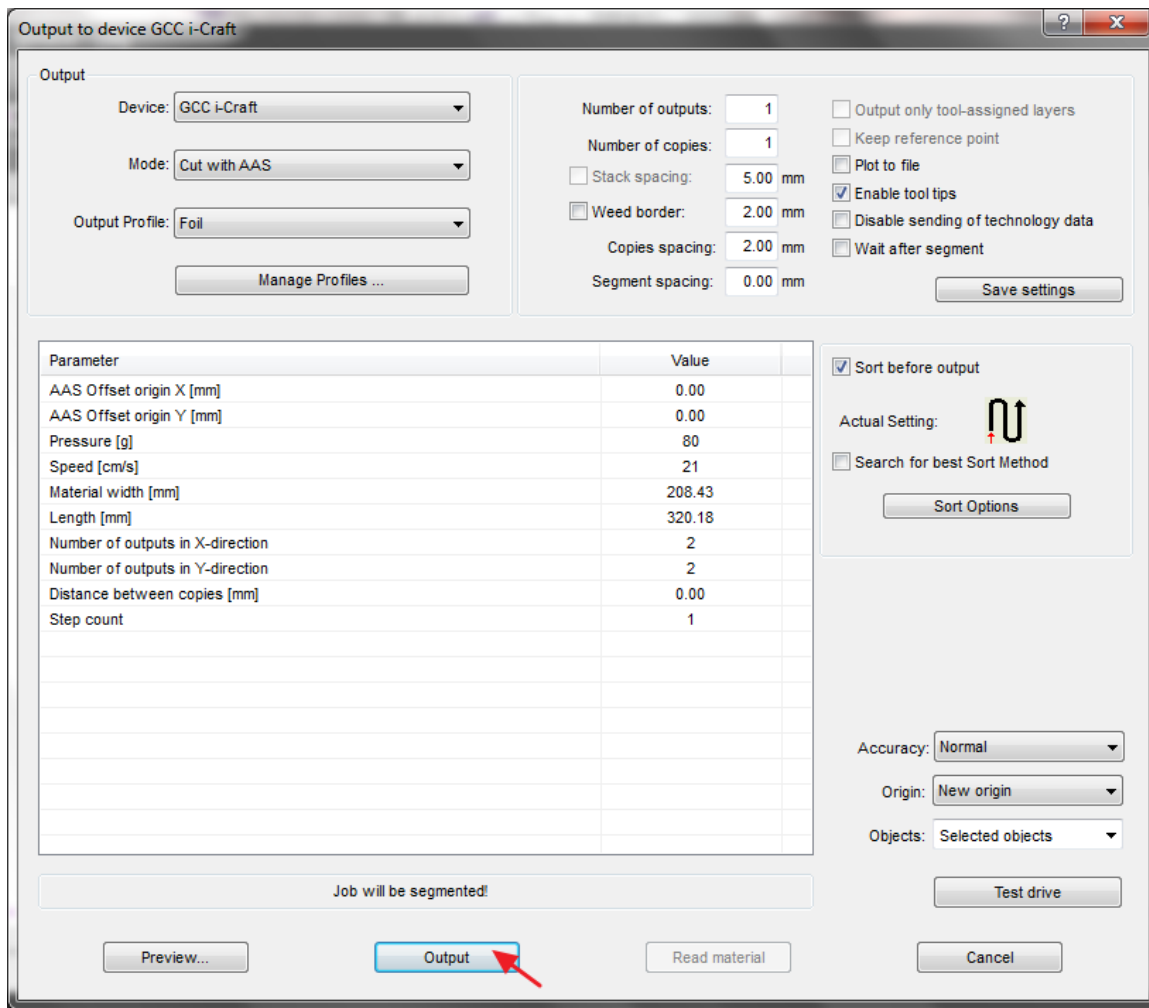 Output to device GCC i-Craft
Output
Device: GCC i-Craft
Mode: Cut with AAS
Output Profile: Foil
Manage Profiles ...
Number of outputs: 1
Number of copies: 1
Stack spacing: 5.00 mm
Weed border: 2.00 mm
Copies spacing: 2.00 mm
Segment spacing: 0.00 mm
Output only tool-assigned layers
Keep reference point
Plot to file
Enable tool tips
Disable sending of technology data
Wait after segment
Save settings
Parameter Value
AAS Offset origin X [mm] 0.00
AAS Offset origin Y [mm] 0.00
Pressure [g] 80
Speed [cm/s] 21
Material width [mm] 208.43
Length [mm] 320.18
Number of outputs in X-direction 2
Number of outputs in Y-direction 2
Distance between copies [mm] 0.00
Step count 1
Sort before output
Actual Setting:
Search for best Sort Method
Sort Options
Accuracy: Normal
Origin: New origin
Objects: Selected objects
Job will be segmented!
Test drive
Preview... Output Read material Cancel